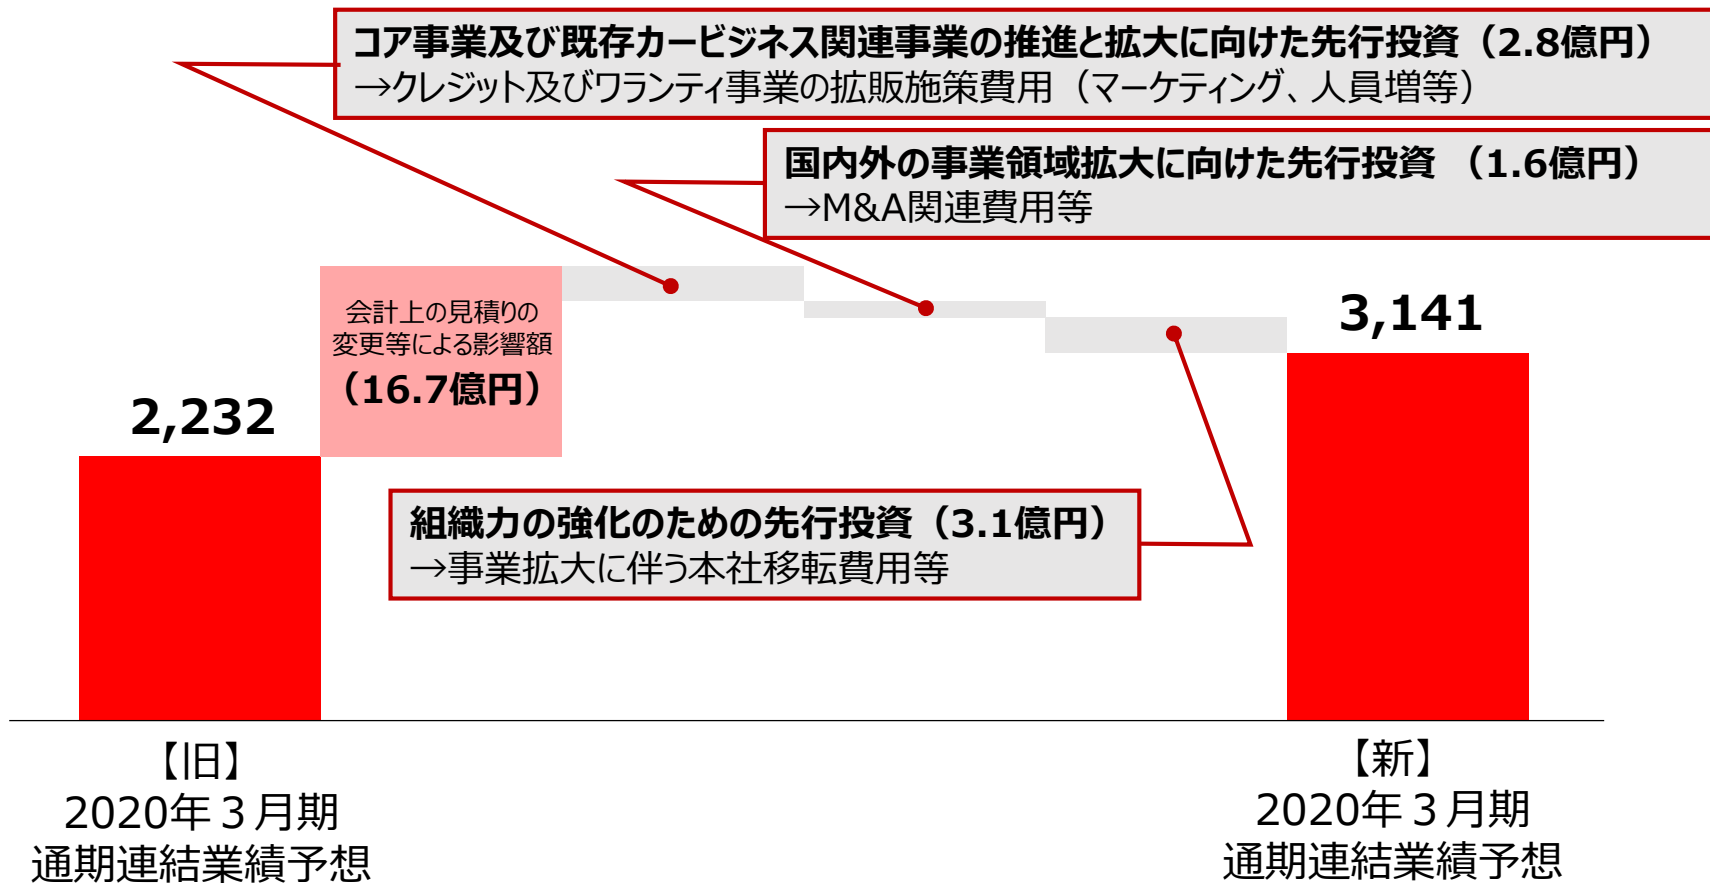 コア事業及び既存カービジネス関連事業の推進と拡大に向けた先行投資（2.8億円）
→クレジット及びワランティ事業の拡販施策費用（マーケティング、人員増等）
国内外の事業領域拡大に向けた先行投資 （1.6億円）
→M&A関連費用等
会計上の見積りの
変更等による影響額
（16.7億円）
2,232
3,141
組織力の強化のための先行投資（3.1億円）
→事業拡大に伴う本社移転費用等
【旧】
2020年３月期
通期連結業績予想
【新】
2020年３月期
通期連結業績予想